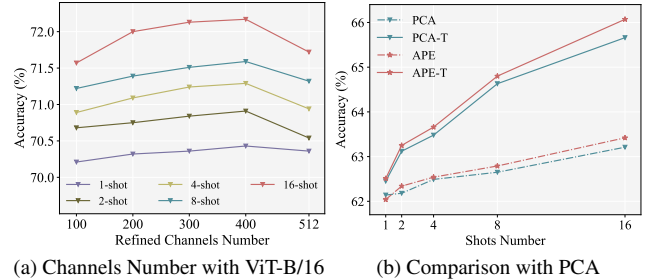 Accuracy (%)
72.0
71.5
71.0
70.5
70.0
1-shot
4-shot
16-shot
2-shot
8-shot
100
200
300
400
512
Refined Channels Number
(a) Channels Number with ViT-B/16
Accuracy (%)
66
65
64
63
62
PCA
PCA-T
APE
APE-T
1
2
4
8
16
Shots Number
(b) Comparison with PCA